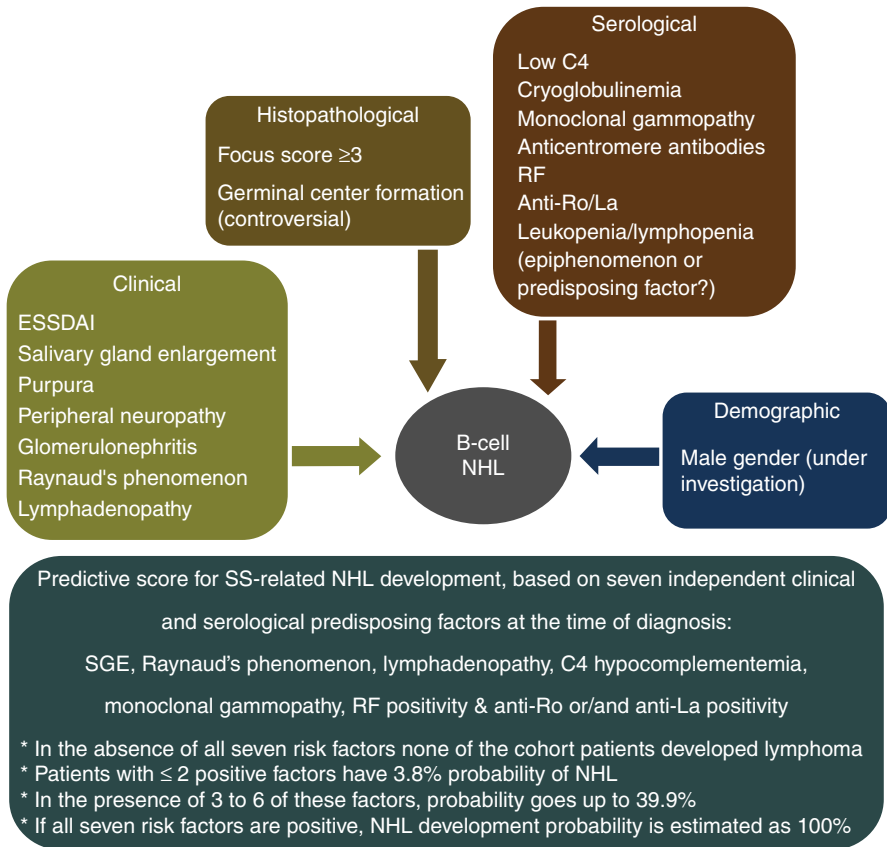 Serological
Low C4
Cryoglobulinemia
Monoclonal gammopathy
Anticentromere antibodies
RF
Anti-Ro/La
Leukopenia/lymphopenia
(epiphenomenon or
predisposing factor?)
Histopathological
Focus score ≥3
Germinal center formation
(controversial)
Clinical
ESSDAI
Salivary gland enlargement
Purpura
Peripheral neuropathy
Glomerulonephritis
Raynaud's phenomenon
Lymphadenopathy
B-cell
NHL
Demographic
Male gender (under
investigation)
Predictive score for SS-related NHL development, based on seven independent clinical
and serological predisposing factors at the time of diagnosis:
SGE, Raynaud’s phenomenon, lymphadenopathy, C4 hypocomplementemia,
monoclonal gammopathy, RF positivity & anti-Ro or/and anti-La positivity
* In the absence of all seven risk factors none of the cohort patients developed lymphoma
* Patients with ≤ 2 positive factors have 3.8% probability of NHL
* In the presence of 3 to 6 of these factors, probability goes up to 39.9%
* If all seven risk factors are positive, NHL development probability is estimated as 100%